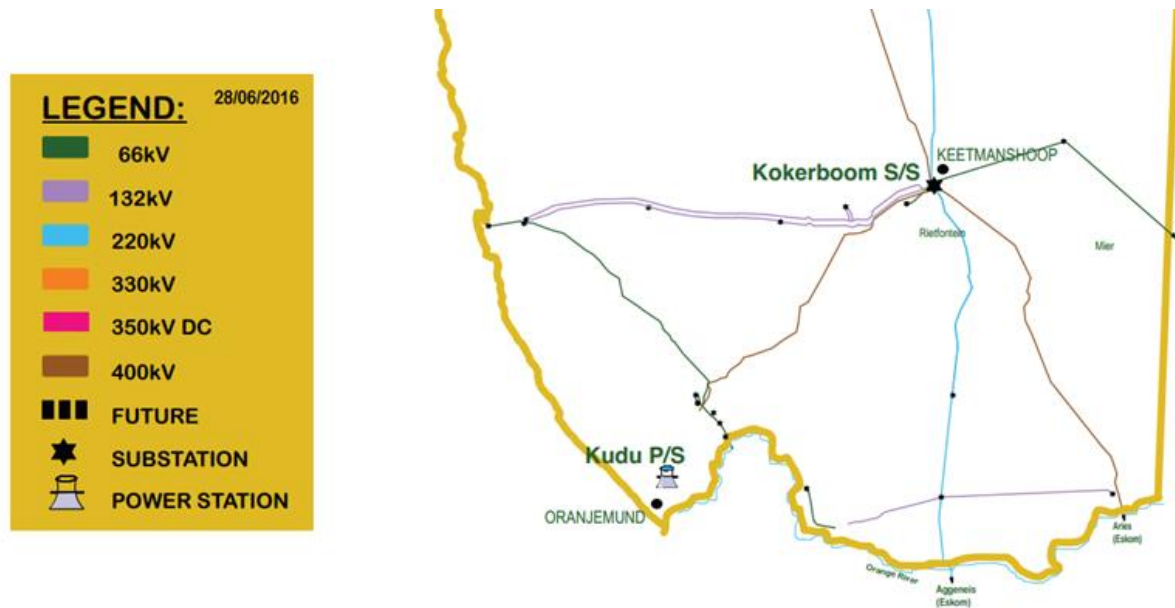 LEGEND:
28/06/2016
66kV
132kV
220kV
330kV
350kV DC
400kV
FUTURE
SUBSTATION
POWER STATION
KEETMANSHOOP
Kokerboom S/S
Rietfontein
Mier
Kudu P/S
ORANJEMUND
Aries
(Eskom)
Orange River
Aggeneis
(Eskom)